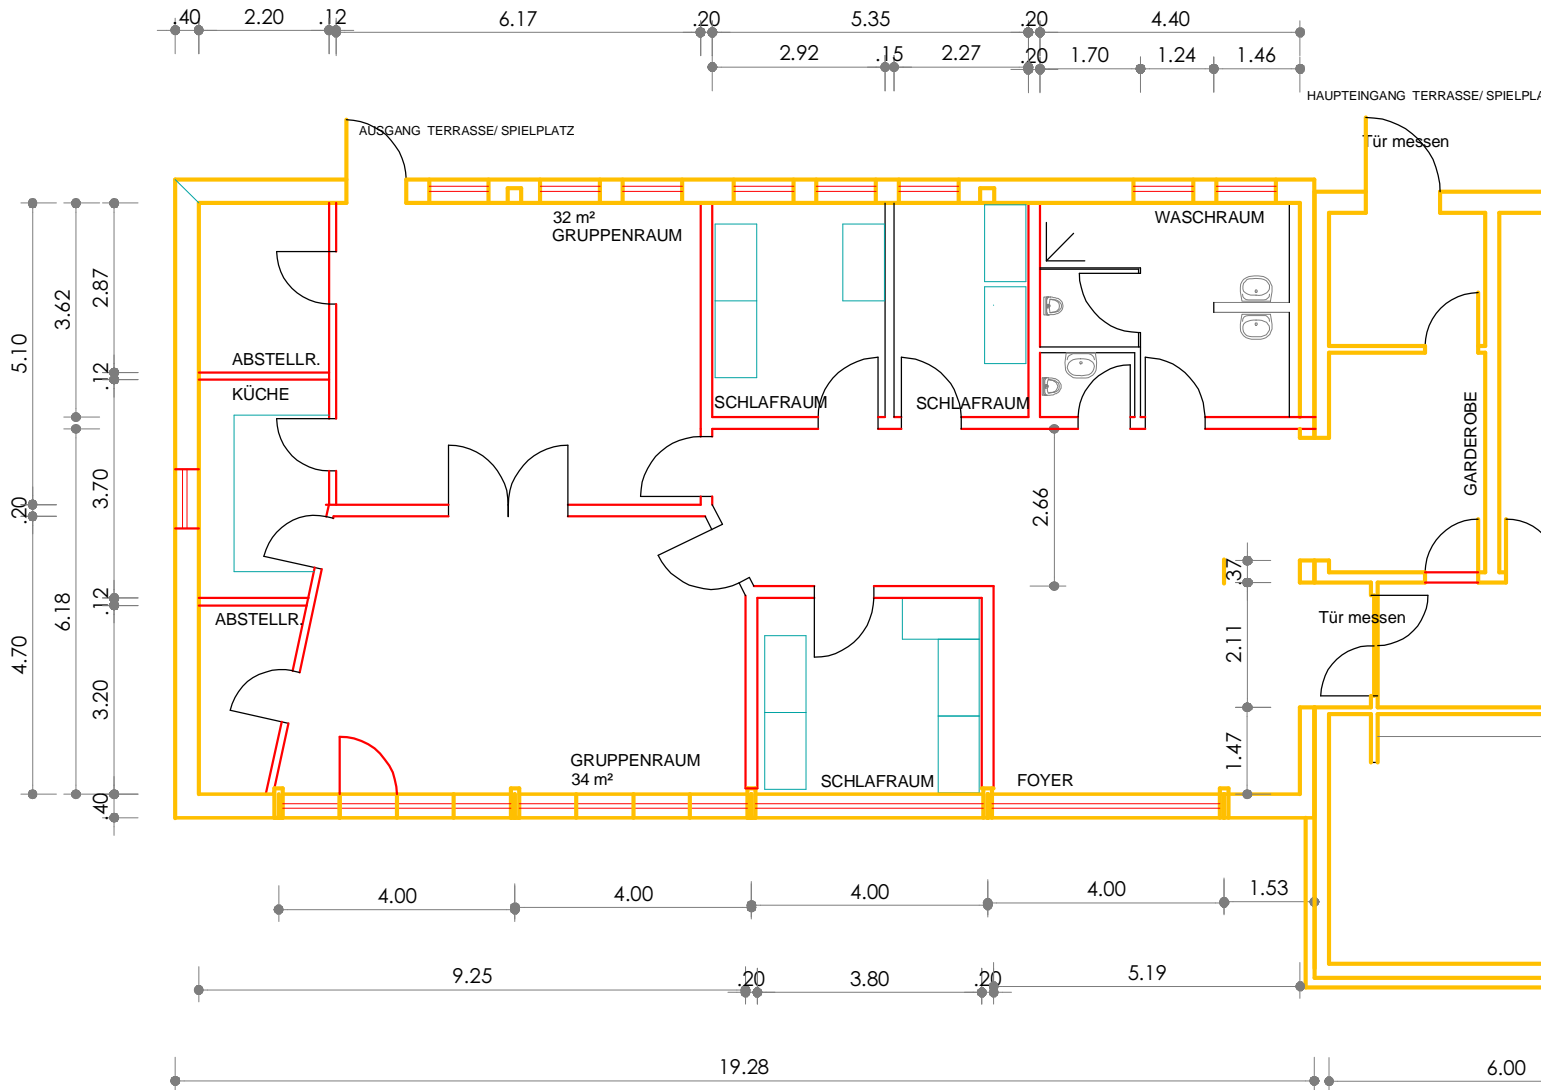 .40 2.20 .12 6.17 .20 5.35 .20 4.40
2.92 .15 2.27 .20 1.70 1.24 1.46
HAUPTEINGANG TERRASSE/ SPIELPLA
AUSGANG TERRASSE/ SPIELPLATZ
Tür messen
32 m²
GRUPPENRAUM
WASCHRAUM
2.87
3.62
5.10
ABSTELLR.
.12
KÜCHE
SCHLAFRAUM
SCHLAFRAUM
GARDEROBE
3.70
.20
2.66
.37
.12
6.18
ABSTELLR.
Tür messen
2.11
4.70
3.20
1.47
GRUPPENRAUM
34 m²
SCHLAFRAUM
FOYER
.40
4.00 4.00 4.00 4.00 1.53
9.25 .20 3.80 .20 5.19
19.28 6.00